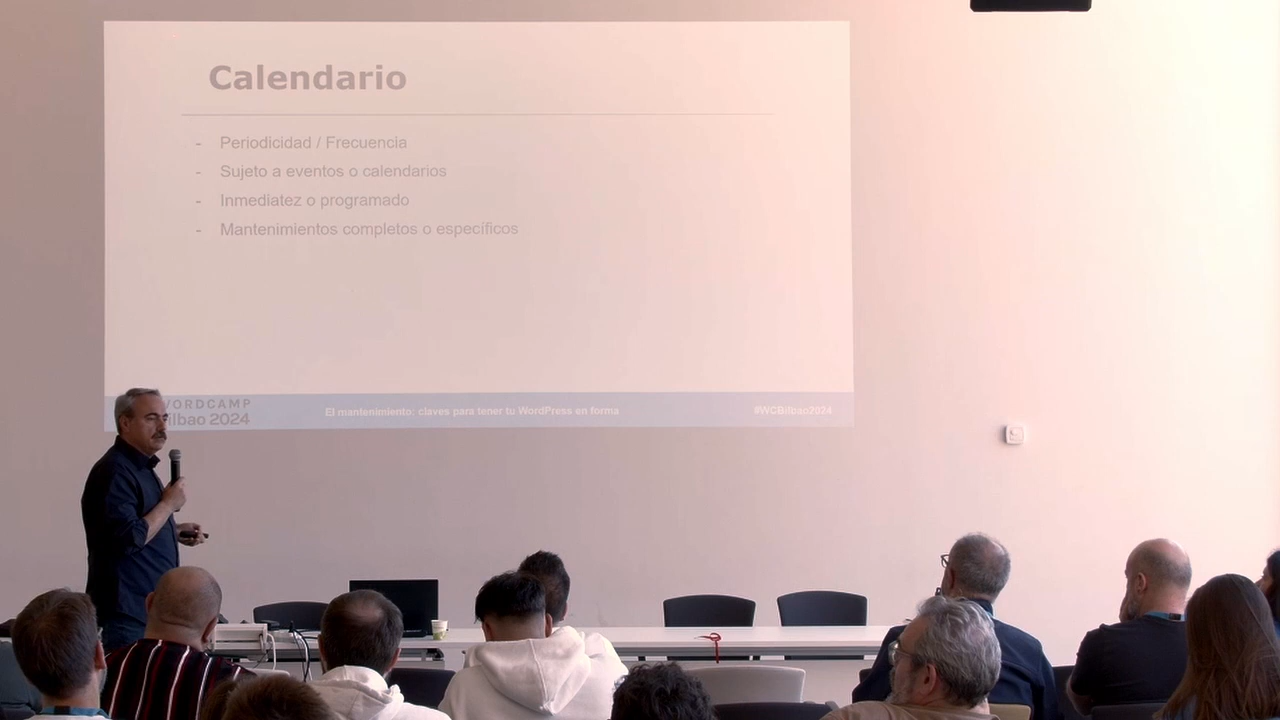 Calendario
- Periodicidad / Frecuencia
- Sujeto a eventos o calendarios
- Inmediatez o programado
- Mantenimientos completos o específicos
WORDCAMP
Bilbao 2024
El mantenimiento: claves para tener tu WordPress en forma
#WCBilbao2024